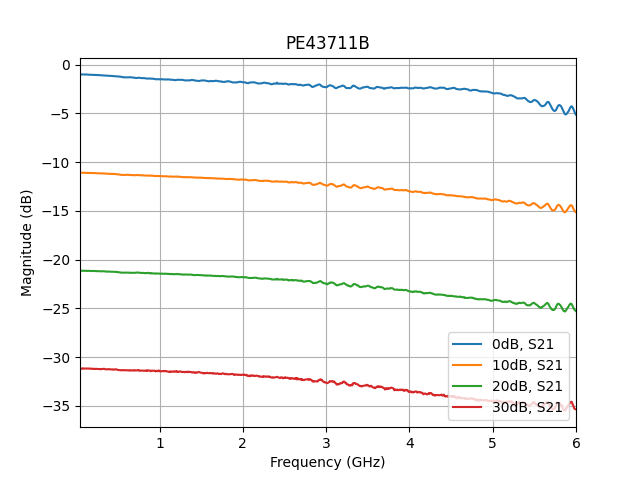 PE43711B
0
−5
−10
−15
−20
−25
−30
−35
Magnitude (dB)
0dB, S21
10dB, S21
20dB, S21
30dB, S21
1 2 3 4 5 6
Frequency (GHz)